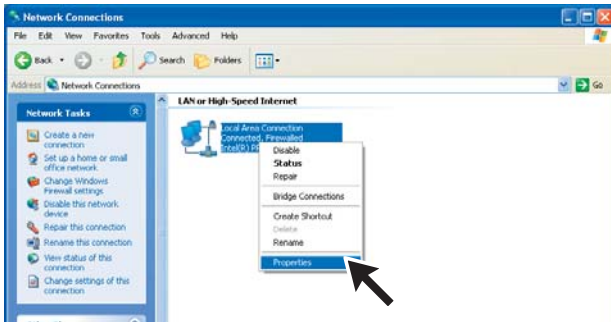 Network Connections
File Edit View Favorites Tools Advanced Help
Back Search Folders
Address Network Connections Go
Network Tasks
Create a new
connection
Set up a home or small
office network
Change Windows
Firewall settings
Disable this network
device
Repair this connection
Rename this connection
View status of this
connection
Change settings of this
connection
LAN or High-Speed Internet
Local Area Connection
Connected, Firewalled
Intel(R)
Disable
Status
Repair
Bridge Connections
Create Shortcut
Delete
Rename
Properties